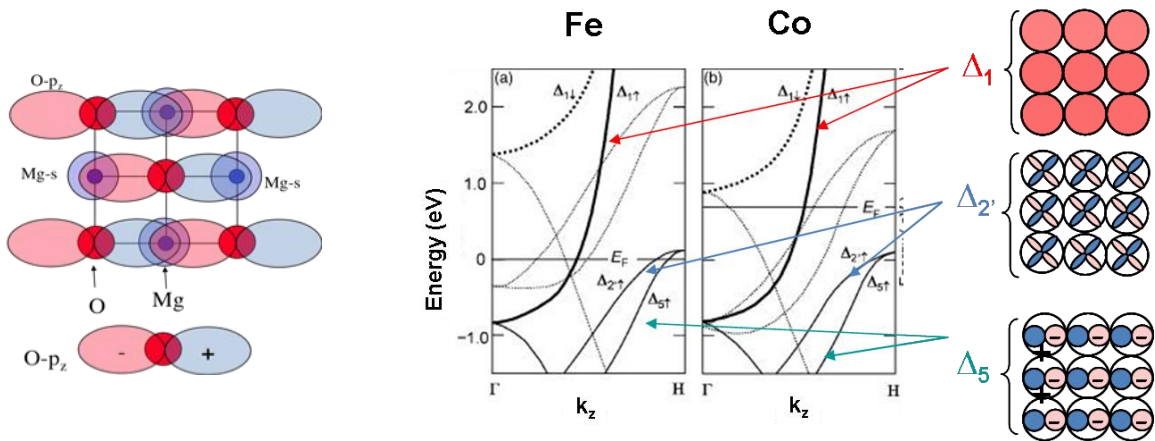 O-pz
Mg-s
Mg-s
O
Mg
O-pz
-
+
Fe
Co
Energy (eV)
(a)
Δ1↓
Δ1↑
2.0
1.0
0
EF
Δ2'↑
Δ5↑
−1.0
Γ
H
kz
(b)
Δ1↓
Δ1↑
EF
Δ2'↑
Δ5↑
Γ
H
kz
Δ1
Δ2'
Δ5
- - -
+
- - -
+
- - -